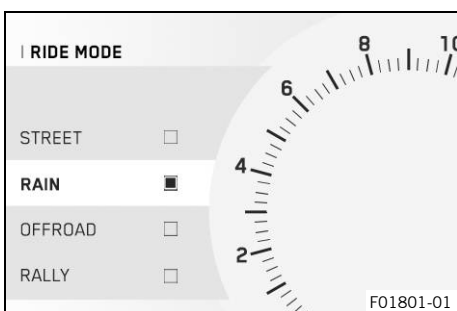 RIDE MODE
STREET
RAIN
OFFROAD
RALLY
2
4
6
8
10
F01801-01